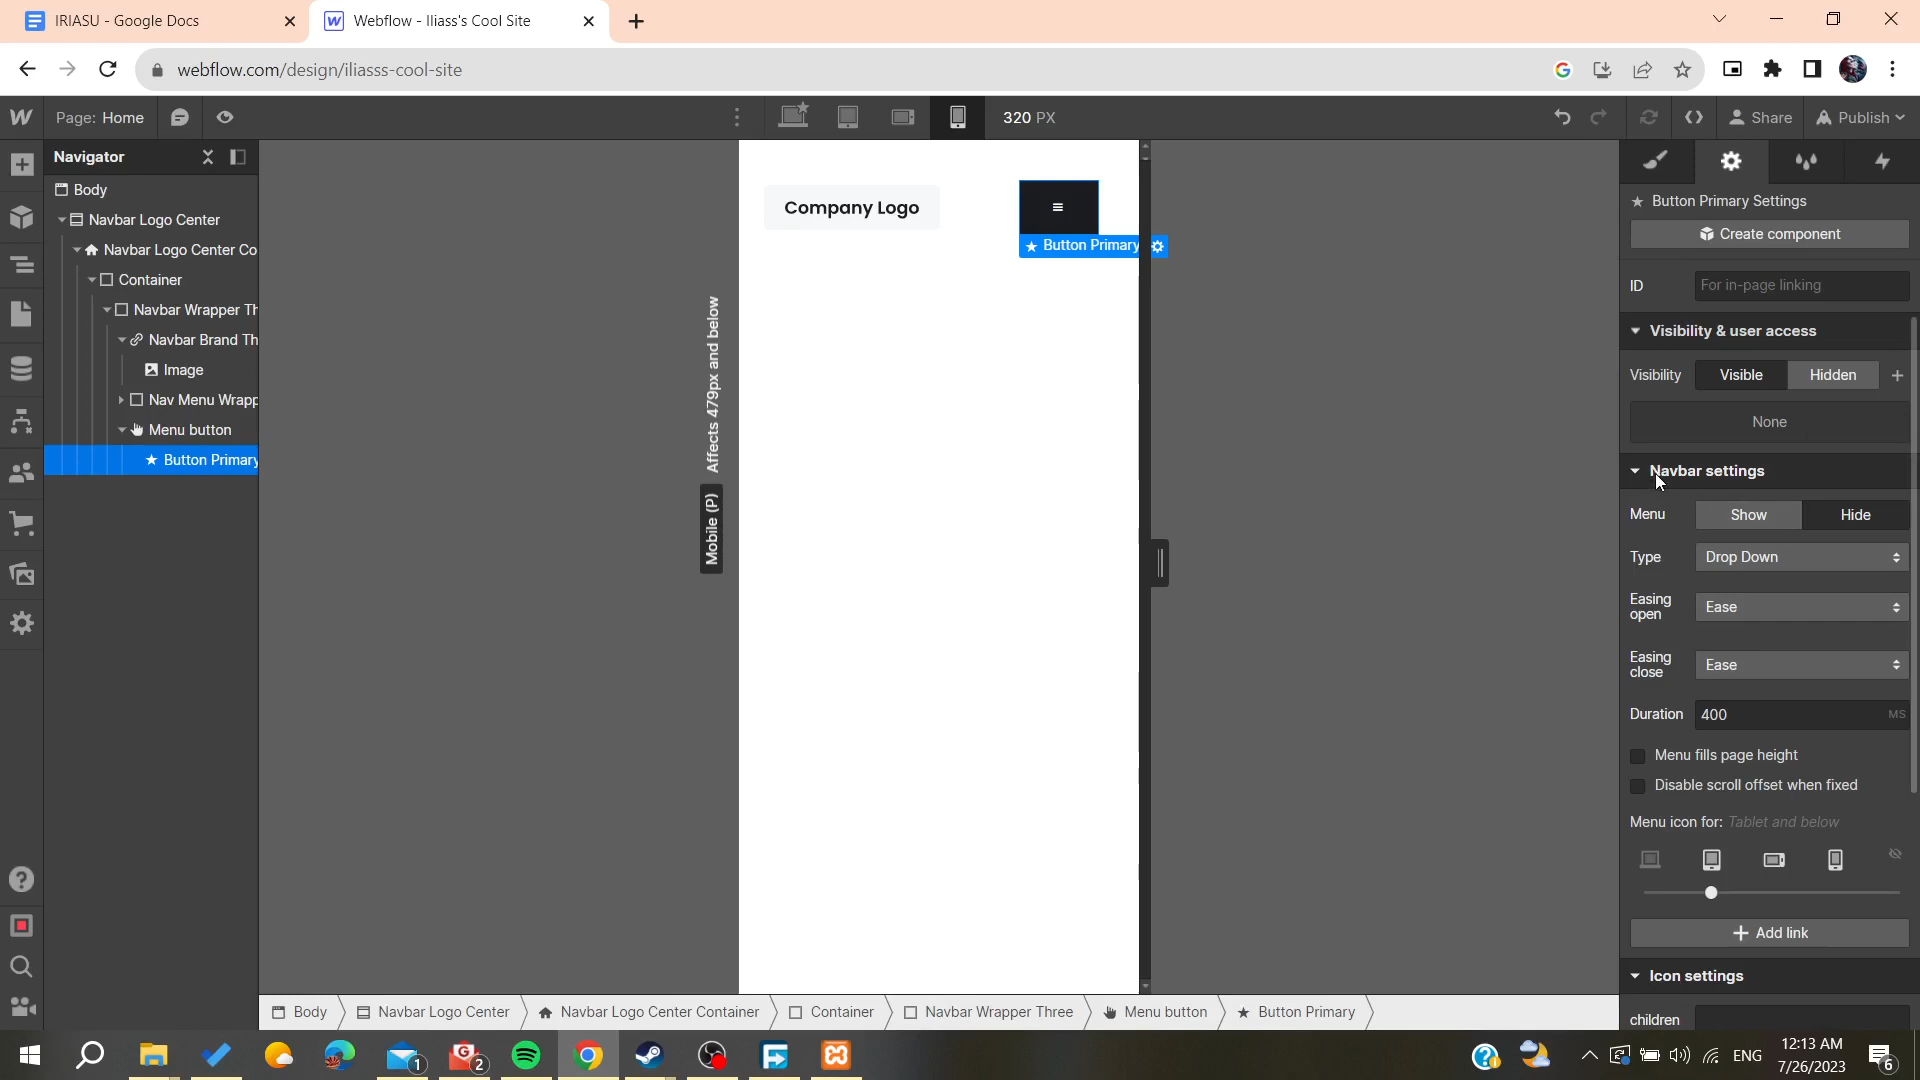 IRIASU - Google Docs
Webflow - Iliass's Cool Site
webflow.com/design/iliasss-cool-site
Page: Home
320 PX
Share
Publish
Navigator
Body
Navbar Logo Center
Navbar Logo Center Co
Container
Navbar Wrapper Th
Navbar Brand Th
Image
Nav Menu Wrapp
Menu button
Button Primary
Affects 479px and below
Mobile (P)
Company Logo
Button Primary
Button Primary Settings
Create component
ID
For in-page linking
Visibility & user access
Visibility
Visible
Hidden
None
Navbar settings
Menu
Show
Hide
Type
Drop Down
Easing open
Ease
Easing close
Ease
Duration
400
MS
Menu fills page height
Disable scroll offset when fixed
Menu icon for: Tablet and below
Add link
Icon settings
children
Body
Navbar Logo Center
Navbar Logo Center Container
Container
Navbar Wrapper Three
Menu button
Button Primary
1
2
ENG
12:13 AM
7/26/2023
6